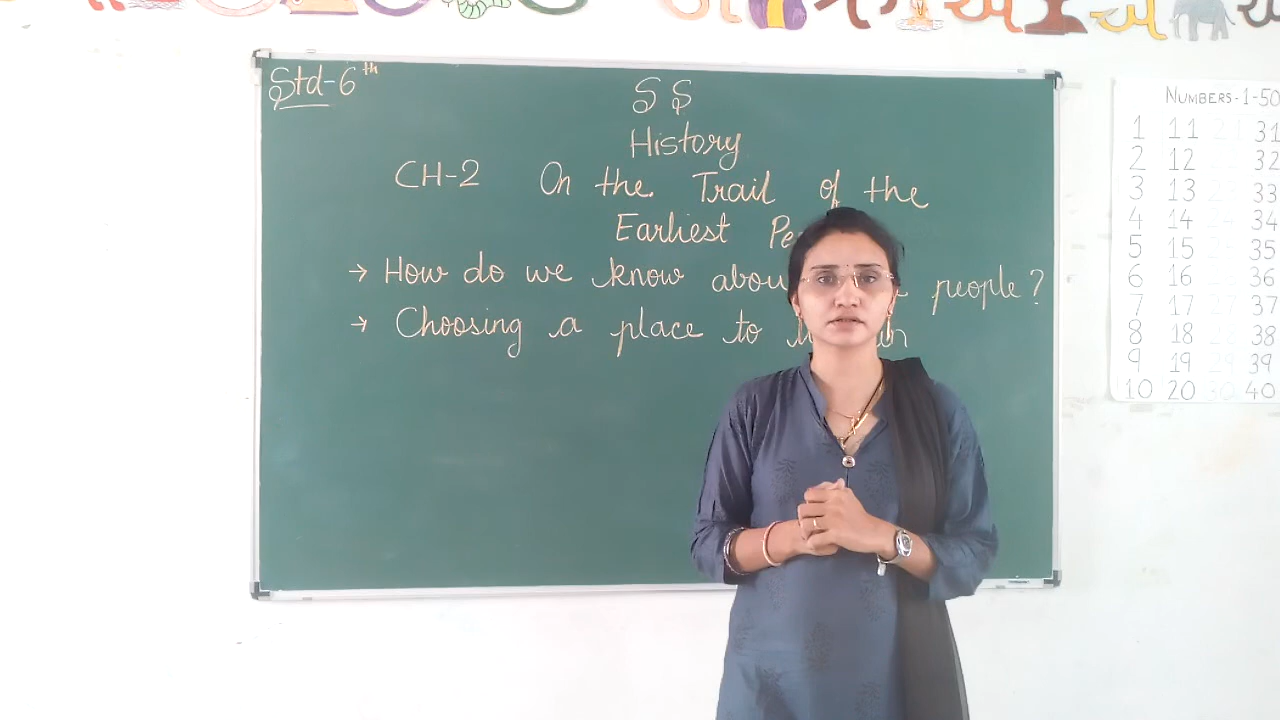 Std-6th
S S
History
CH-2 On the Trail of the
Earliest
→ How do we know people?
→ Choosing a place to
NUMBERS-1-50
1 11 31
2 12 32
3 13 33
4 14 34
5 15 35
6 16 36
7 17 37
8 18 38
9 19 39
10 20 30 40